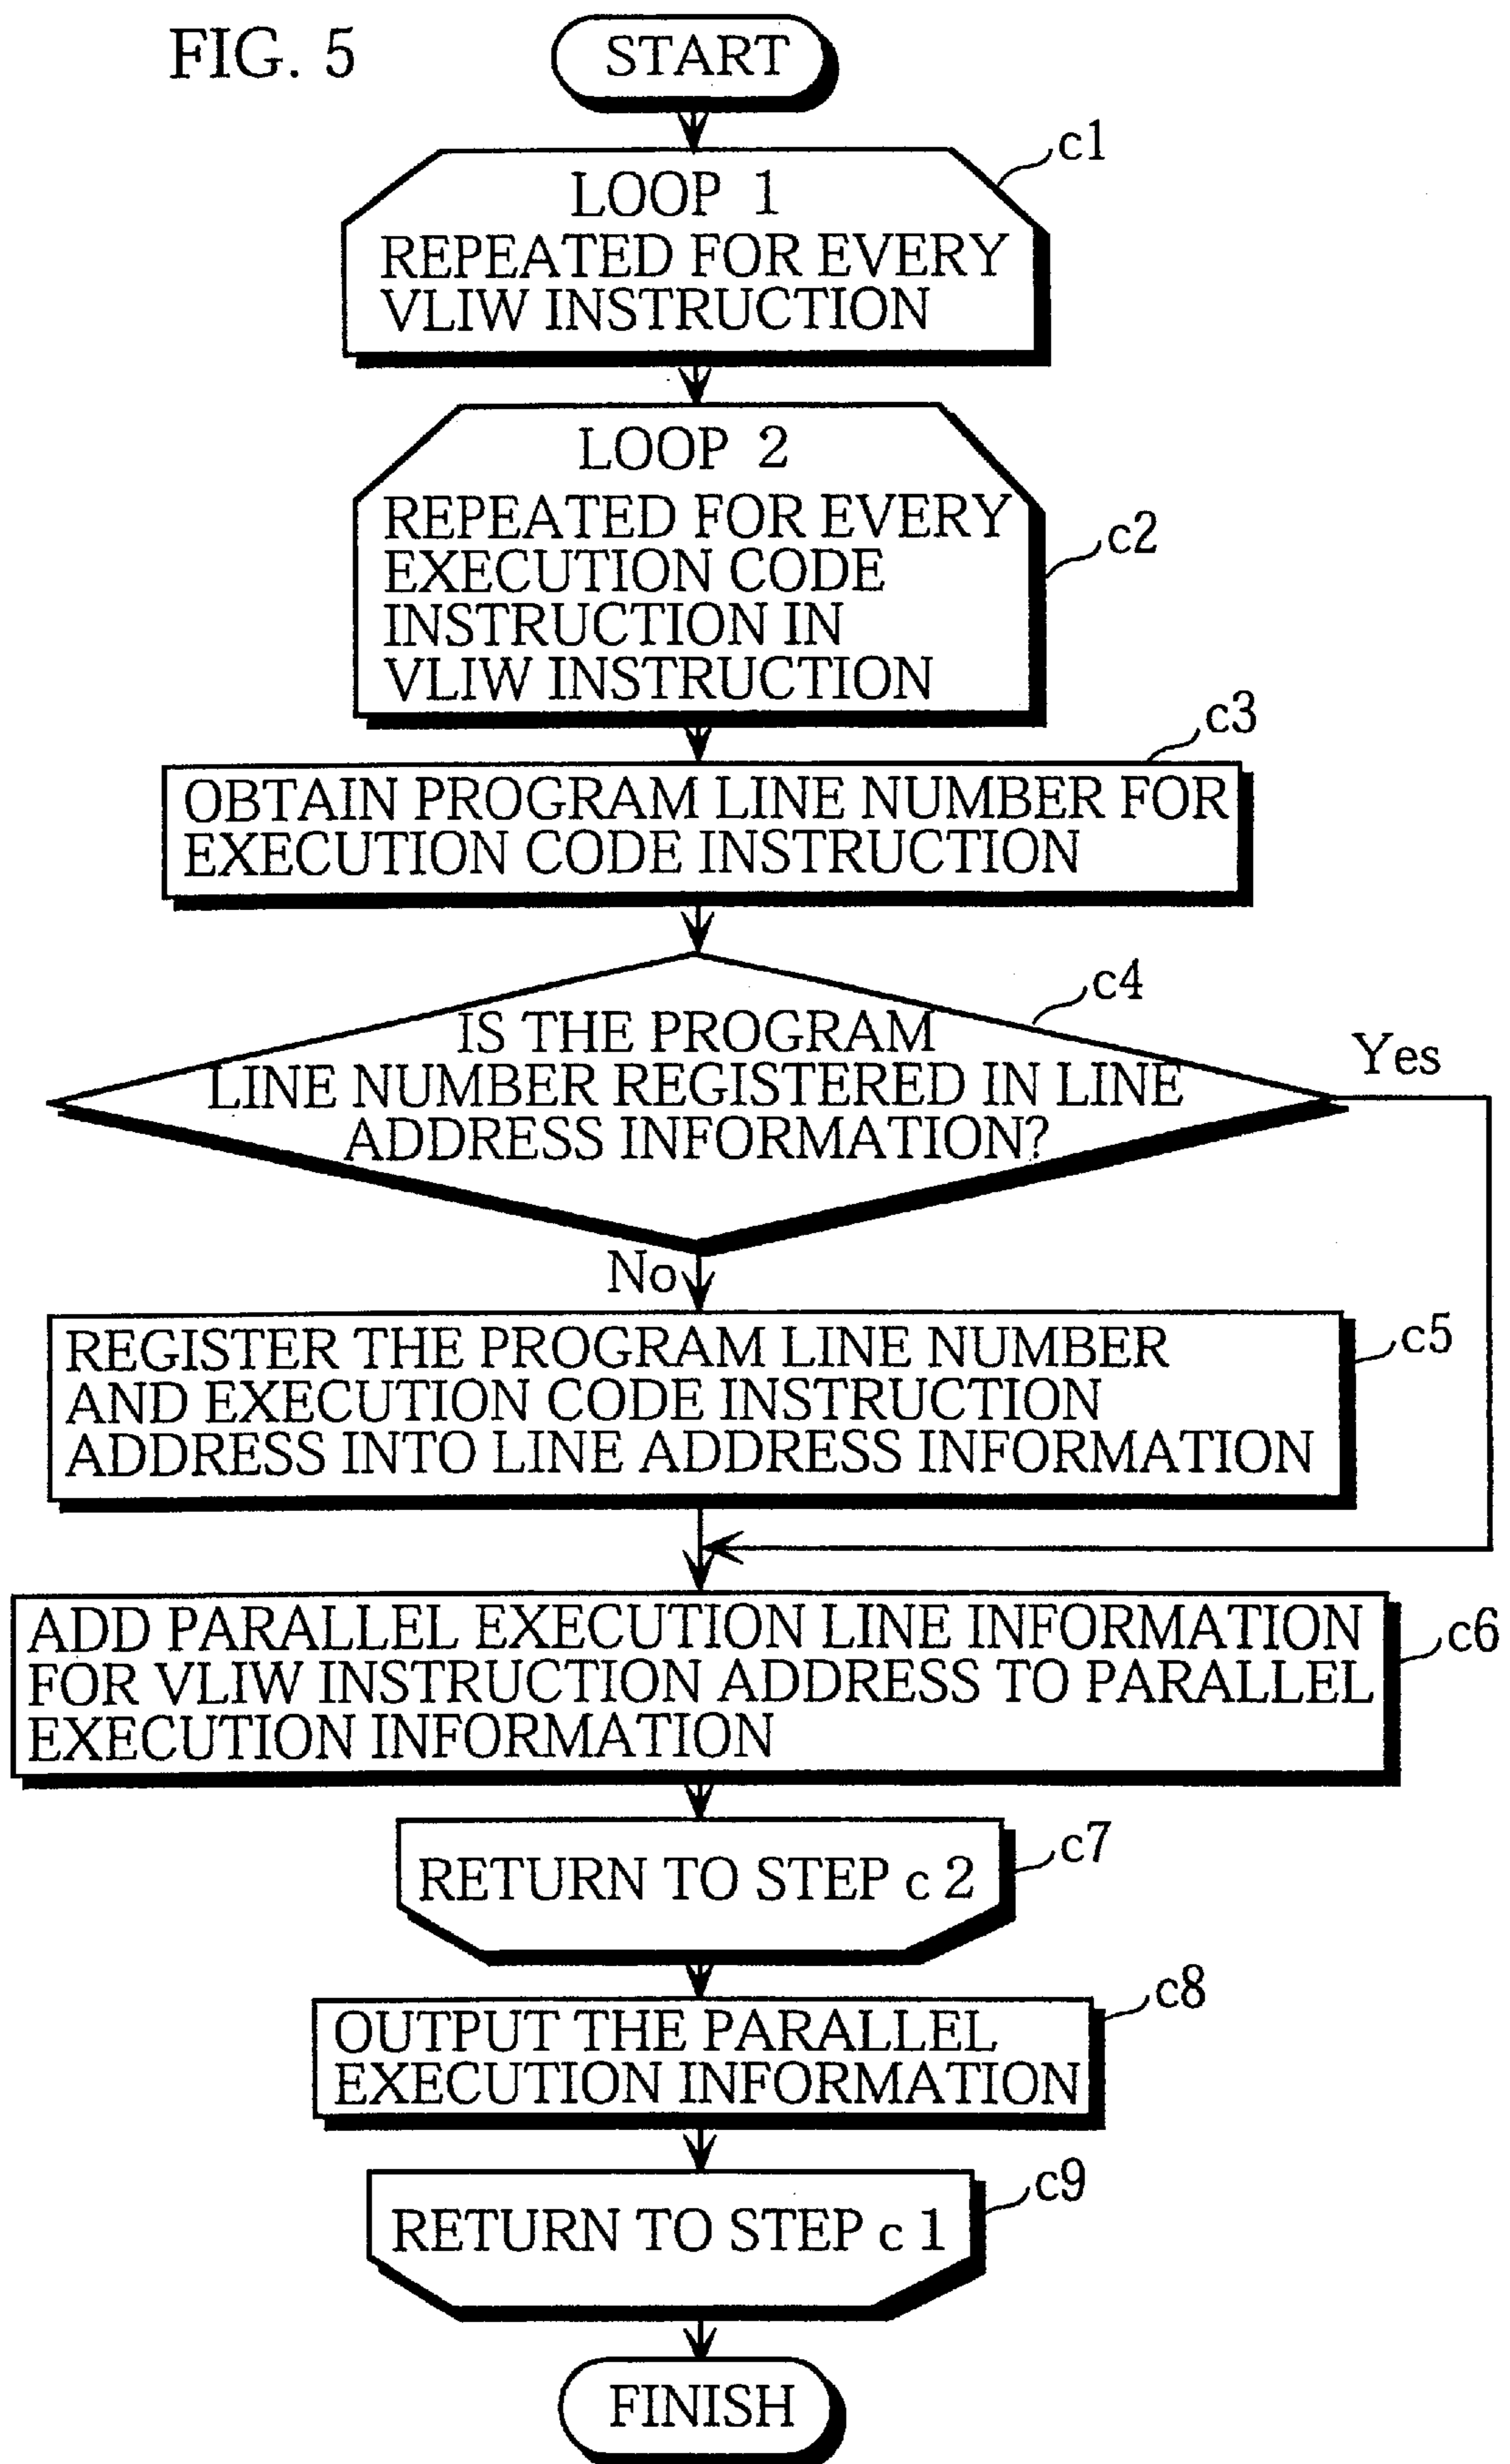 FIG. 5
START
c1
LOOP 1
REPEATED FOR EVERY
VLIW INSTRUCTION
LOOP 2
REPEATED FOR EVERY
EXECUTION CODE
INSTRUCTION IN
VLIW INSTRUCTION
c2
c3
OBTAIN PROGRAM LINE NUMBER FOR
EXECUTION CODE INSTRUCTION
c4
IS THE PROGRAM
LINE NUMBER REGISTERED IN LINE
ADDRESS INFORMATION?
Yes
No
REGISTER THE PROGRAM LINE NUMBER
AND EXECUTION CODE INSTRUCTION
ADDRESS INTO LINE ADDRESS INFORMATION
c5
ADD PARALLEL EXECUTION LINE INFORMATION
FOR VLIW INSTRUCTION ADDRESS TO PARALLEL
EXECUTION INFORMATION
c6
RETURN TO STEP c 2
c7
OUTPUT THE PARALLEL
EXECUTION INFORMATION
c8
RETURN TO STEP c 1
c9
FINISH